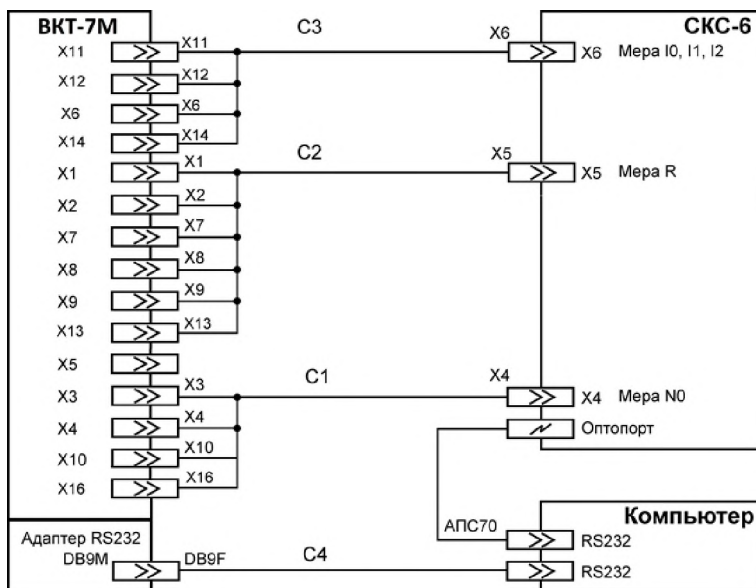 ВКТ-7М
СКС-6
X11 X11 C3 X6 X6 Мера I0, I1, I2
X12 X12
X6 X6
X14 X14
X1 X1 C2 X5 X5 Мера R
X2 X2
X7 X7
X8 X8
X9 X9
X13 X13
X5
X3 X3 C1 X4 X4 Мера N0
X4 X4 Оптопорт
X10 X10
X16 X16
Компьютер
Адаптер RS232 АПС70 RS232
DB9M DB9F C4 RS232